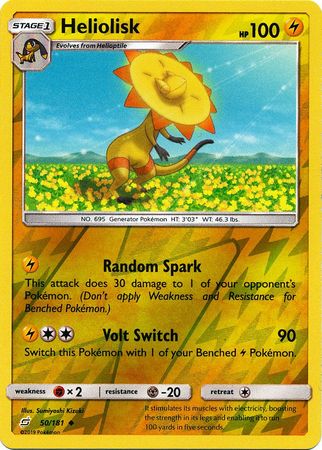 STAGE1
Heliolisk
HP 100
Evolves from Helioptile
NO. 695 Generator Pokémon HT: 3'03" WT: 46.3 lbs.
Random Spark
This attack does 30 damage to 1 of your opponent's
Pokémon. (Don't apply Weakness and Resistance for
Benched Pokémon.)
Volt Switch 90
Switch this Pokémon with 1 of your Benched Pokémon.
weakness × 2 resistance -20 retreat
Illus. Sumiyoshi Kizuki
50/181
©2019 Pokémon
It stimulates its muscles with electricity, boosting
the strength in its legs and enabling it to run
100 yards in five seconds.